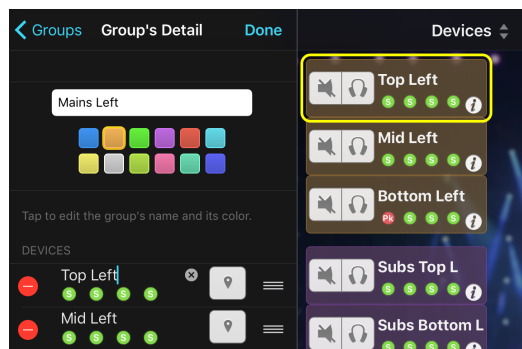 Groups Group's Detail Done
Mains Left
Tap to edit the group's name and its color.
DEVICES
Top Left
S S S S
Mid Left
S S S S
Devices
Top Left
S S S S i
Mid Left
S S S S i
Bottom Left
Pk S S S i
Subs Top L
S S S S i
Subs Bottom L
S S S S i